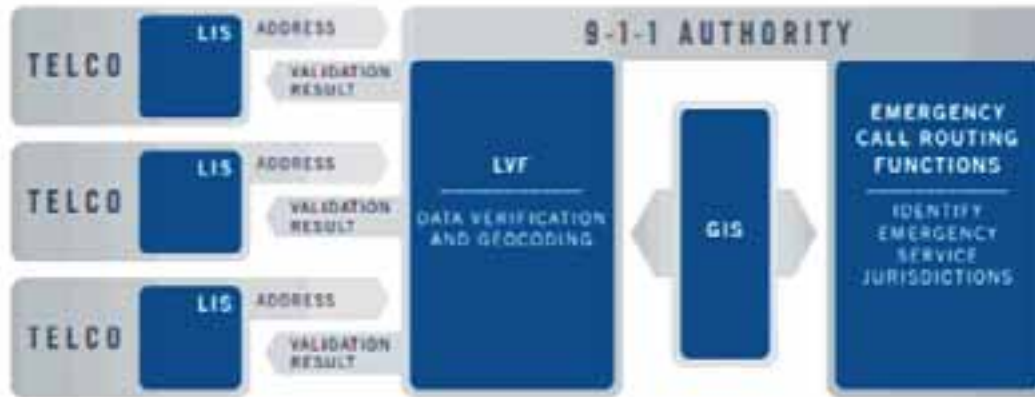 9-1-1 AUTHORITY
TELCO
LIS
ADDRESS
VALIDATION
RESULT
TELCO
LIS
ADDRESS
VALIDATION
RESULT
TELCO
LIS
ADDRESS
VALIDATION
RESULT
LVF
DATA VERIFICATION
AND GEOCODING
GIS
EMERGENCY
CALL ROUTING
FUNCTIONS
IDENTIFY
EMERGENCY
SERVICE
JURISDICTIONS